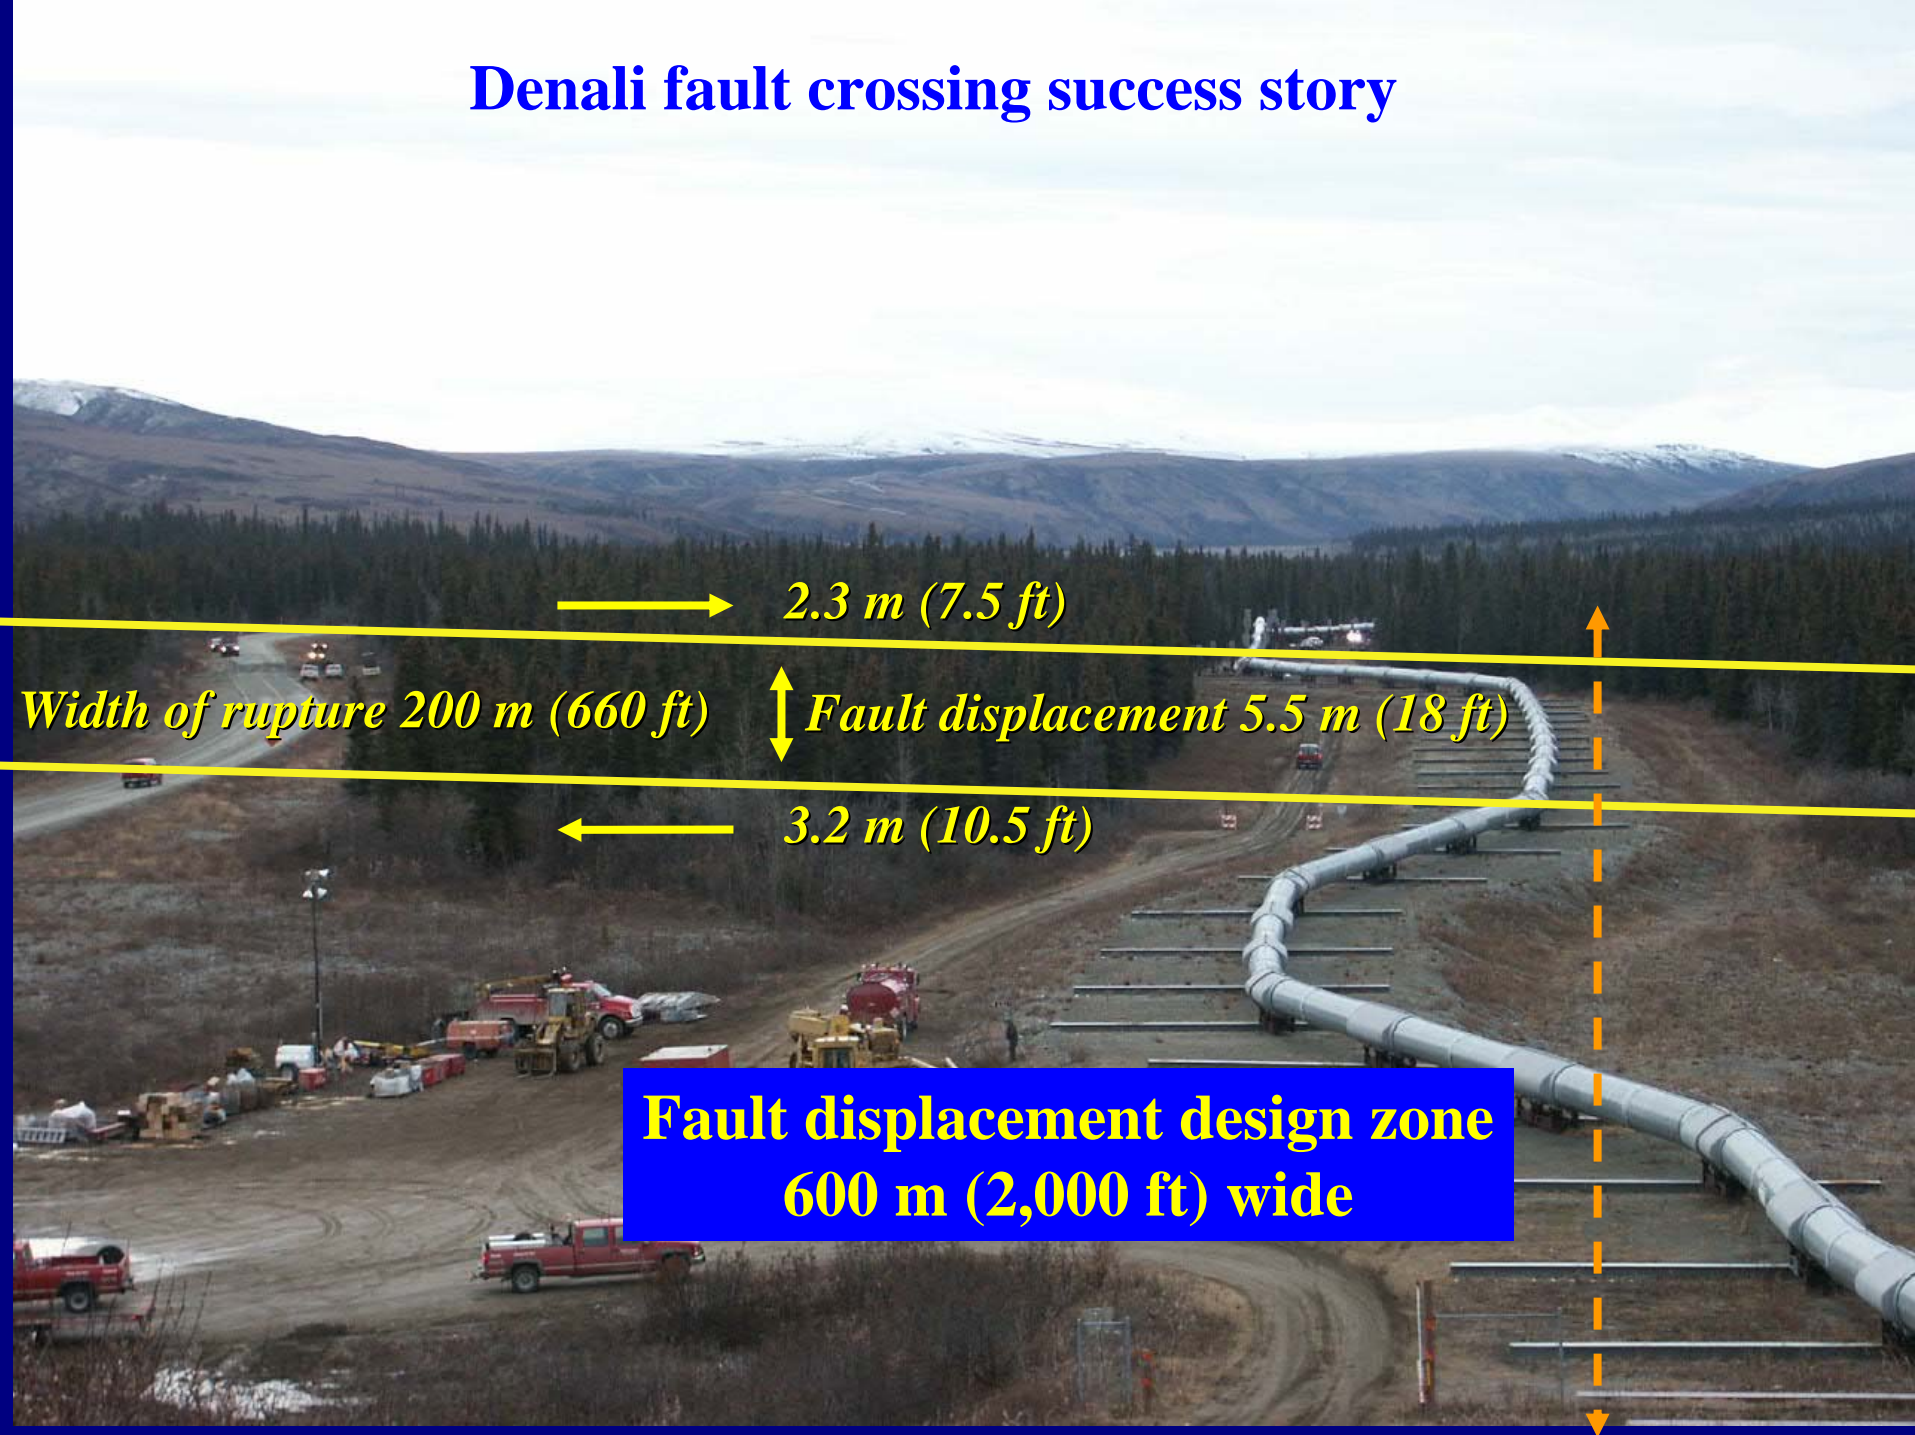 Denali fault crossing success story
2.3 m (7.5 ft)
Width of rupture 200 m (660 ft)
Fault displacement 5.5 m (18 ft)
3.2 m (10.5 ft)
Fault displacement design zone
600 m (2,000 ft) wide